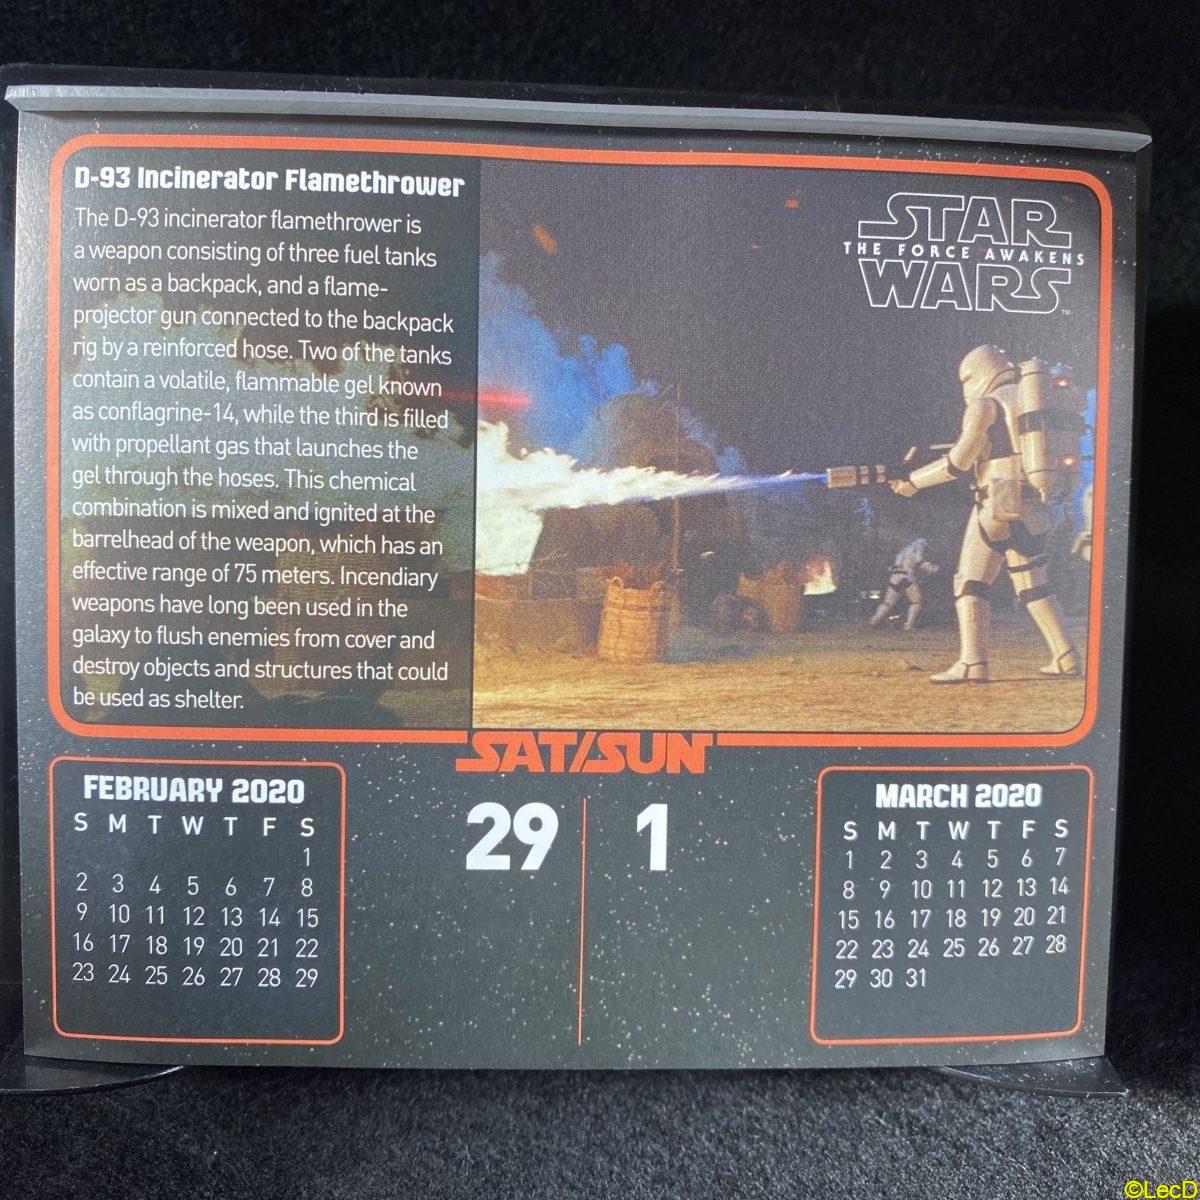 D-93 Incinerator Flamethrower
The D-93 incinerator flamethrower is
a weapon consisting of three fuel tanks
worn as a backpack, and a flame-
projector gun connected to the backpack
rig by a reinforced hose. Two of the tanks
contain a volatile, flammable gel known
as conflagrine-14, while the third is filled
with propellant gas that launches the
gel through the hoses. This chemical
combination is mixed and ignited at the
barrelhead of the weapon, which has an
effective range of 75 meters. Incendiary
weapons have long been used in the
galaxy to flush enemies from cover and
destroy objects and structures that could
be used as shelter.
STAR
THE FORCE AWAKENS
WARS™
SAT/SUN
29 1
FEBRUARY 2020
S M T W T F S
1
2 3 4 5 6 7 8
9 10 11 12 13 14 15
16 17 18 19 20 21 22
23 24 25 26 27 28 29
MARCH 2020
S M T W T F S
1 2 3 4 5 6 7
8 9 10 11 12 13 14
15 16 17 18 19 20 21
22 23 24 25 26 27 28
29 30 31
©LecD